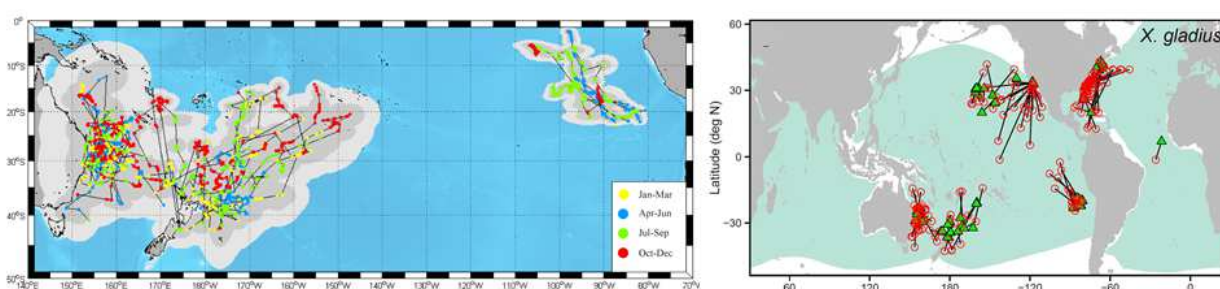 0°
10°S
20°S
30°S
40°S
50°S
140°E 150°E 160°E 170°E 180°W 170°W 160°W 150°W 140°W 130°W 120°W 110°W 100°W 90°W 80°W 70°W
Jan-Mar
Apr-Jun
Jul-Sep
Oct-Dec
X. gladius
Latitude (deg N)
60
30
0
−30
60 120 180 −120 −60 0